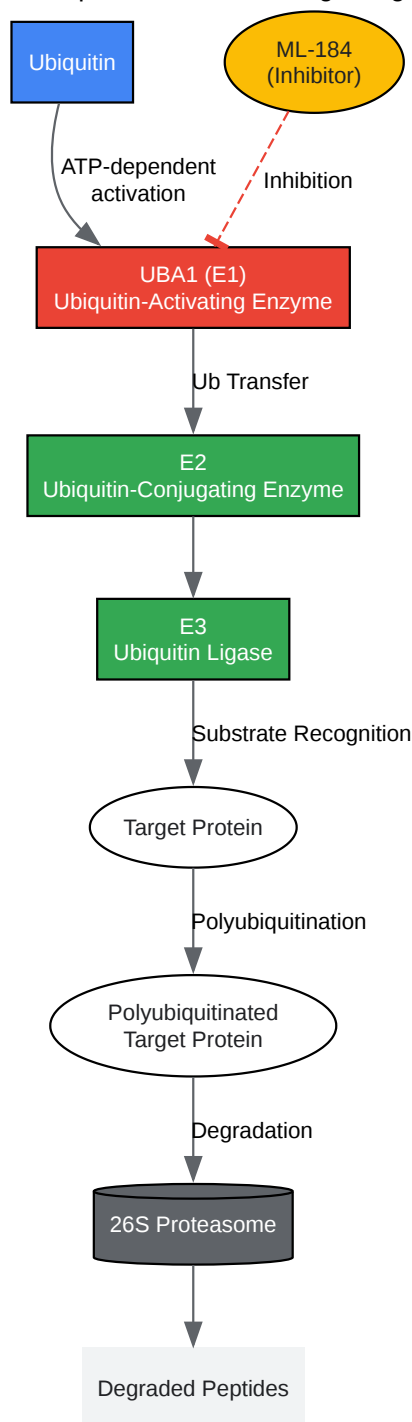 Ubiquitin
ML-184
(Inhibitor)
ATP-dependent
activation
Inhibition
UBA1 (E1)
Ubiquitin-Activating Enzyme
Ub Transfer
E2
Ubiquitin-Conjugating Enzyme
E3
Ubiquitin Ligase
Substrate Recognition
Target Protein
Polyubiquitination
Polyubiquitinated
Target Protein
Degradation
26S Proteasome
Degraded Peptides